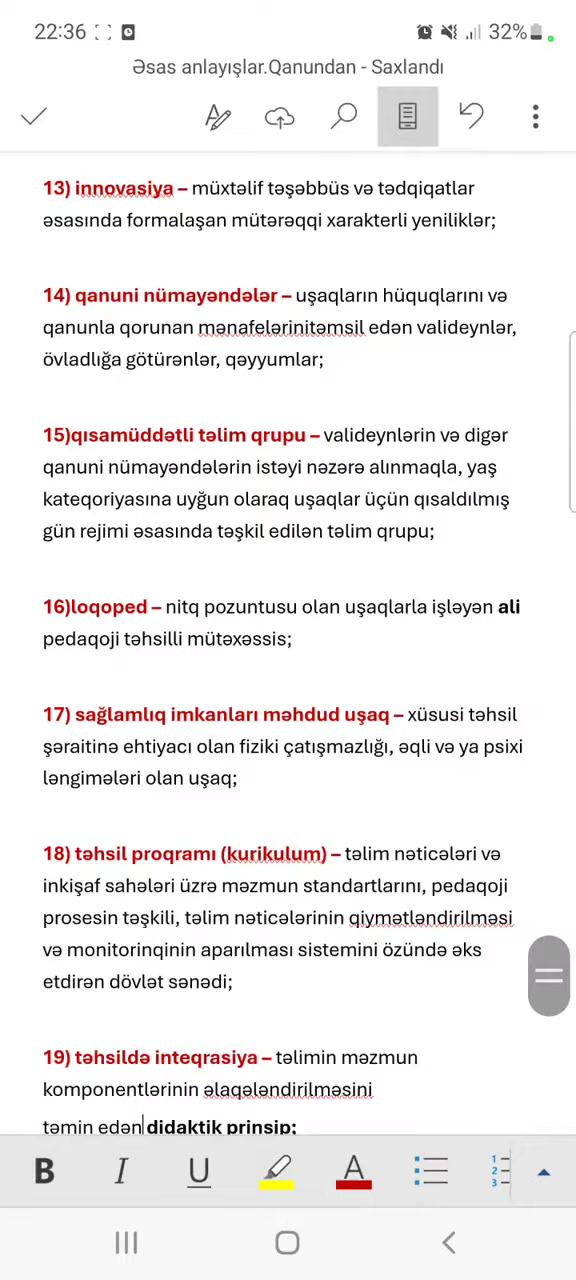 22:36
32%
Əsas anlayışlar.Qanundan - Saxlandı
13) innovasiya – müxtəlif təşəbbüs və tədqiqatlar
əsasında formalaşan mütərəqqi xarakterli yeniliklər;
14) qanuni nümayəndələr – uşaqların hüquqlarını və
qanunla qorunan mənafelərinitəmsil edən valideynlər,
övladlığa götürənlər, qəyyumlar;
15)qısamüddətli təlim qrupu – valideynlərin və digər
qanuni nümayəndələrin istəyi nəzərə alınmaqla, yaş
kateqoriyasına uyğun olaraq uşaqlar üçün qısaldılmış
gün rejimi əsasında təşkil edilən təlim qrupu;
16)loqoped – nitq pozuntusu olan uşaqlarla işləyən ali
pedaqoji təhsilli mütəxəssis;
17) sağlamlıq imkanları məhdud uşaq – xüsusi təhsil
şəraitinə ehtiyacı olan fiziki çatışmazlığı, əqli və ya psixi
ləngimələri olan uşaq;
18) təhsil proqramı (kurikulum) – təlim nəticələri və
inkişaf sahələri üzrə məzmun standartlarını, pedaqoji
prosesin təşkili, təlim nəticələrinin qiymətləndirilməsi
və monitorinqinin aparılması sistemini özündə əks
etdirən dövlət sənədi;
19) təhsildə inteqrasiya – təlimin məzmun
komponentlərinin əlaqələndirilməsini
təmin edən didaktik prinsip;
B I U A
1
2
3